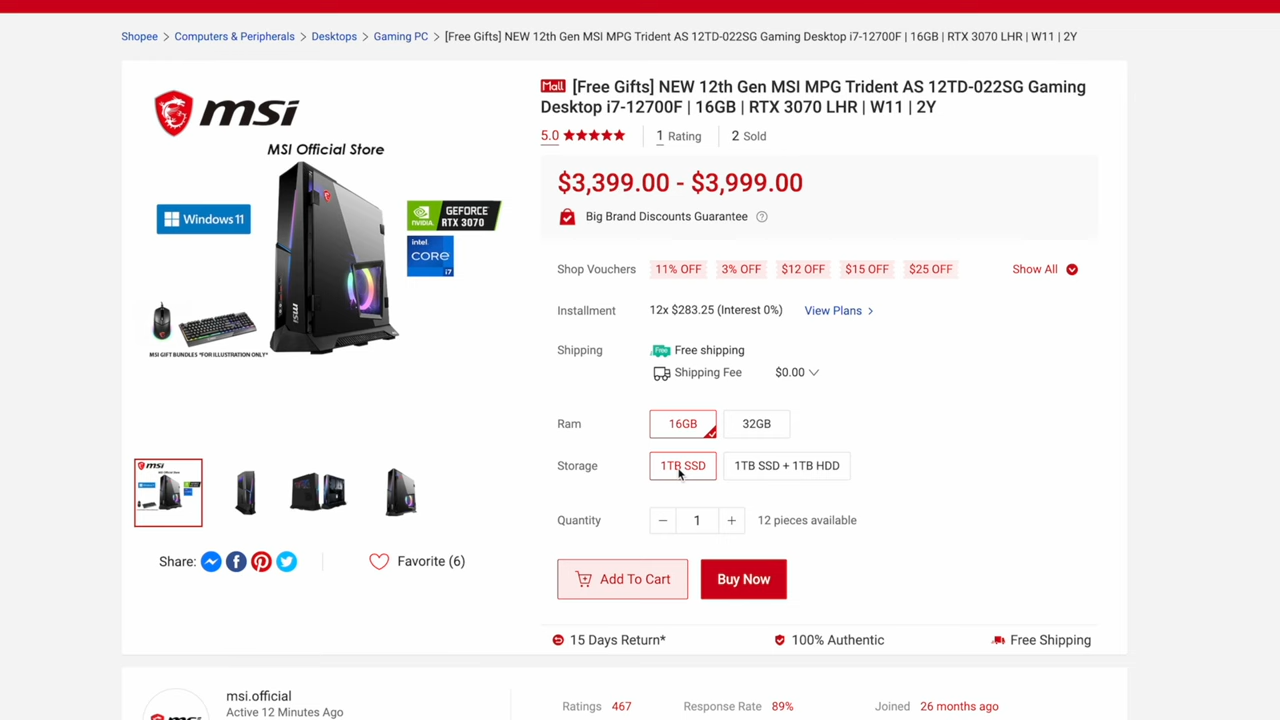 Shopee > Computers & Peripherals > Desktops > Gaming PC > [Free Gifts] NEW 12th Gen MSI MPG Trident AS 12TD-022SG Gaming Desktop i7-12700F | 16GB | RTX 3070 LHR | W11 | 2Y
msi
MSI Official Store
Windows 11
NVIDIA
GEFORCE
RTX 3070
intel
CORE
i7
msi
MSI GIFT BUNDLES *FOR ILLUSTRATION ONLY*
Share:
Favorite (6)
Mall [Free Gifts] NEW 12th Gen MSI MPG Trident AS 12TD-022SG Gaming
Desktop i7-12700F | 16GB | RTX 3070 LHR | W11 | 2Y
5.0 1 Rating 2 Sold
$3,399.00 - $3,999.00
Big Brand Discounts Guarantee ?
Shop Vouchers 11% OFF 3% OFF $12 OFF $15 OFF $25 OFF Show All
Installment 12x $283.25 (Interest 0%) View Plans >
Shipping Free Free shipping
Shipping Fee $0.00
Ram 16GB 32GB
Storage 1TB SSD 1TB SSD + 1TB HDD
Quantity − 1 + 12 pieces available
Add To Cart Buy Now
15 Days Return* 100% Authentic Free Shipping
msi.official
Active 12 Minutes Ago
Ratings 467 Response Rate 89% Joined 26 months ago